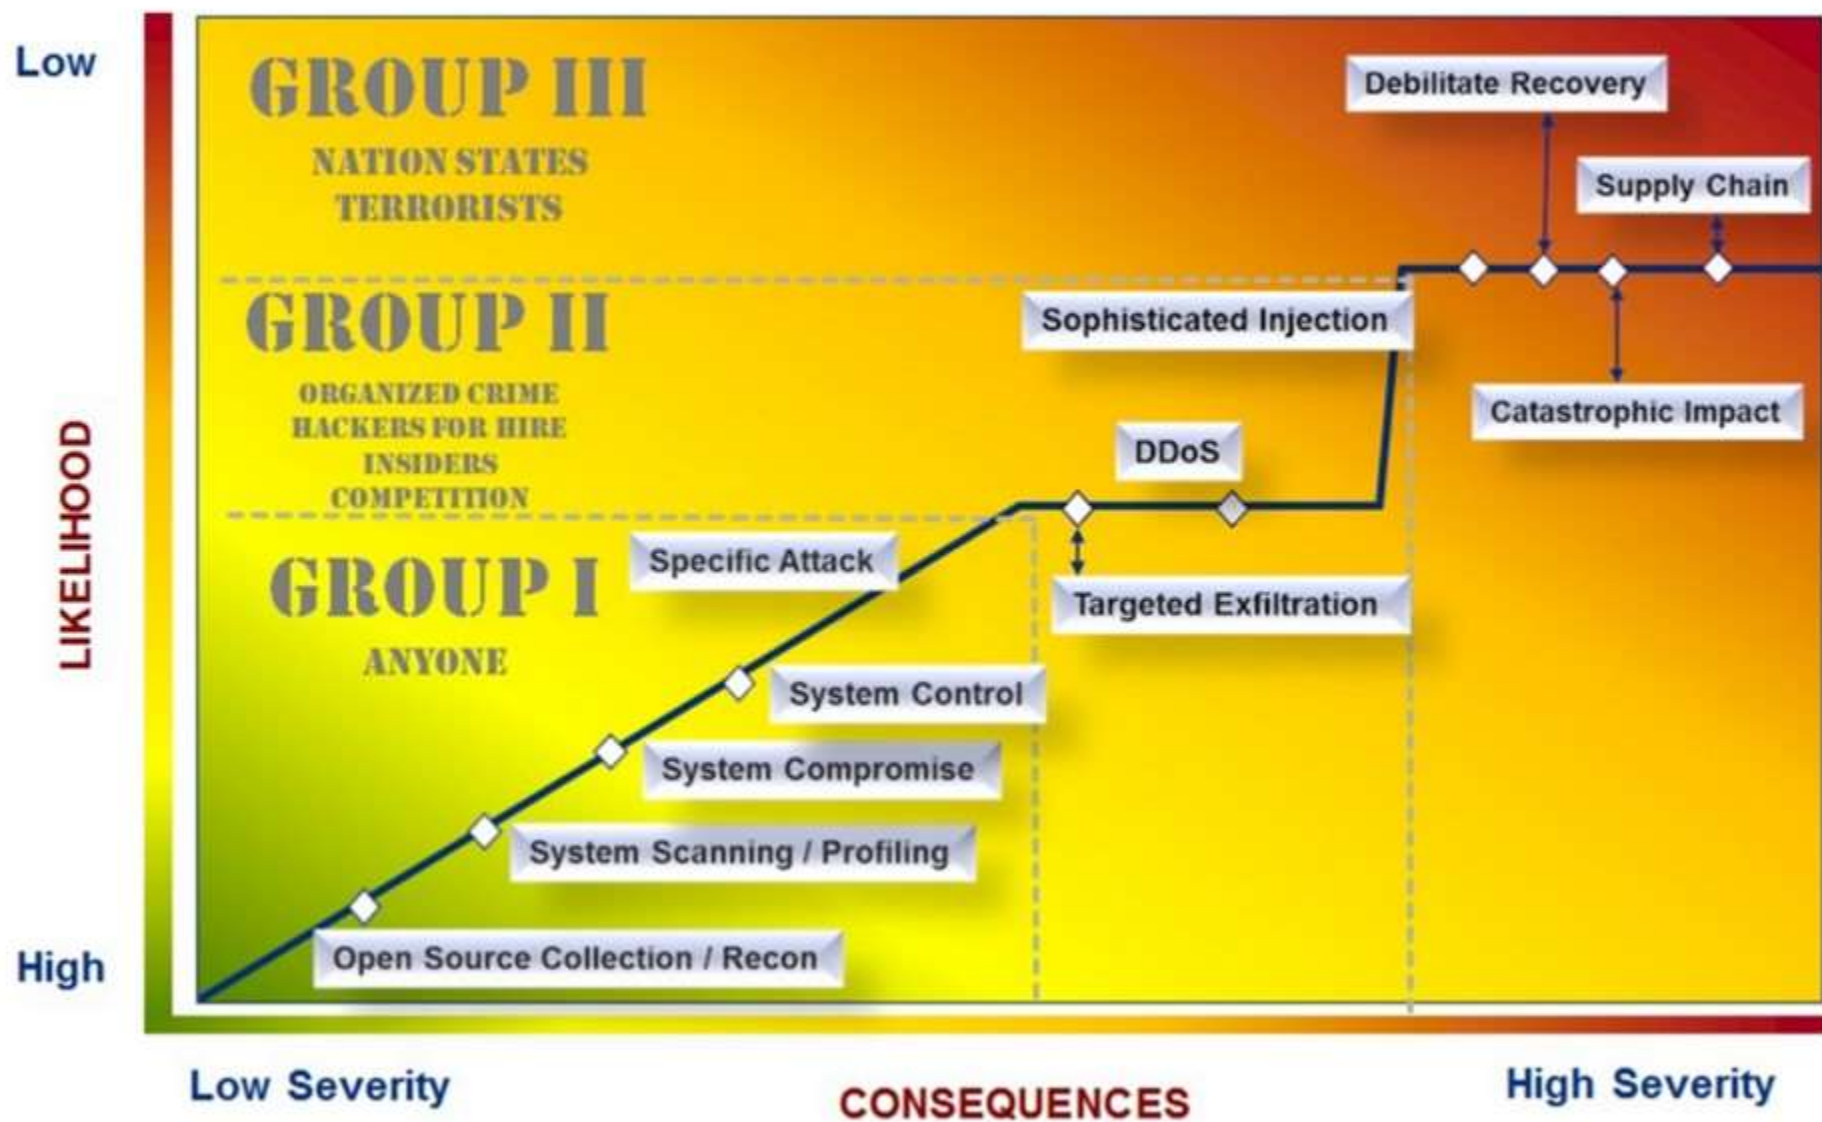 Low
GROUP III
NATION STATES
TERRORISTS
Debilitate Recovery
Supply Chain
GROUP II
ORGANIZED CRIME
HACKERS FOR HIRE
INSIDERS
COMPETITION
Sophisticated Injection
Catastrophic Impact
DDoS
LIKELIHOOD
GROUP I
ANYONE
Specific Attack
Targeted Exfiltration
System Control
System Compromise
System Scanning / Profiling
Open Source Collection / Recon
High
Low Severity
CONSEQUENCES
High Severity